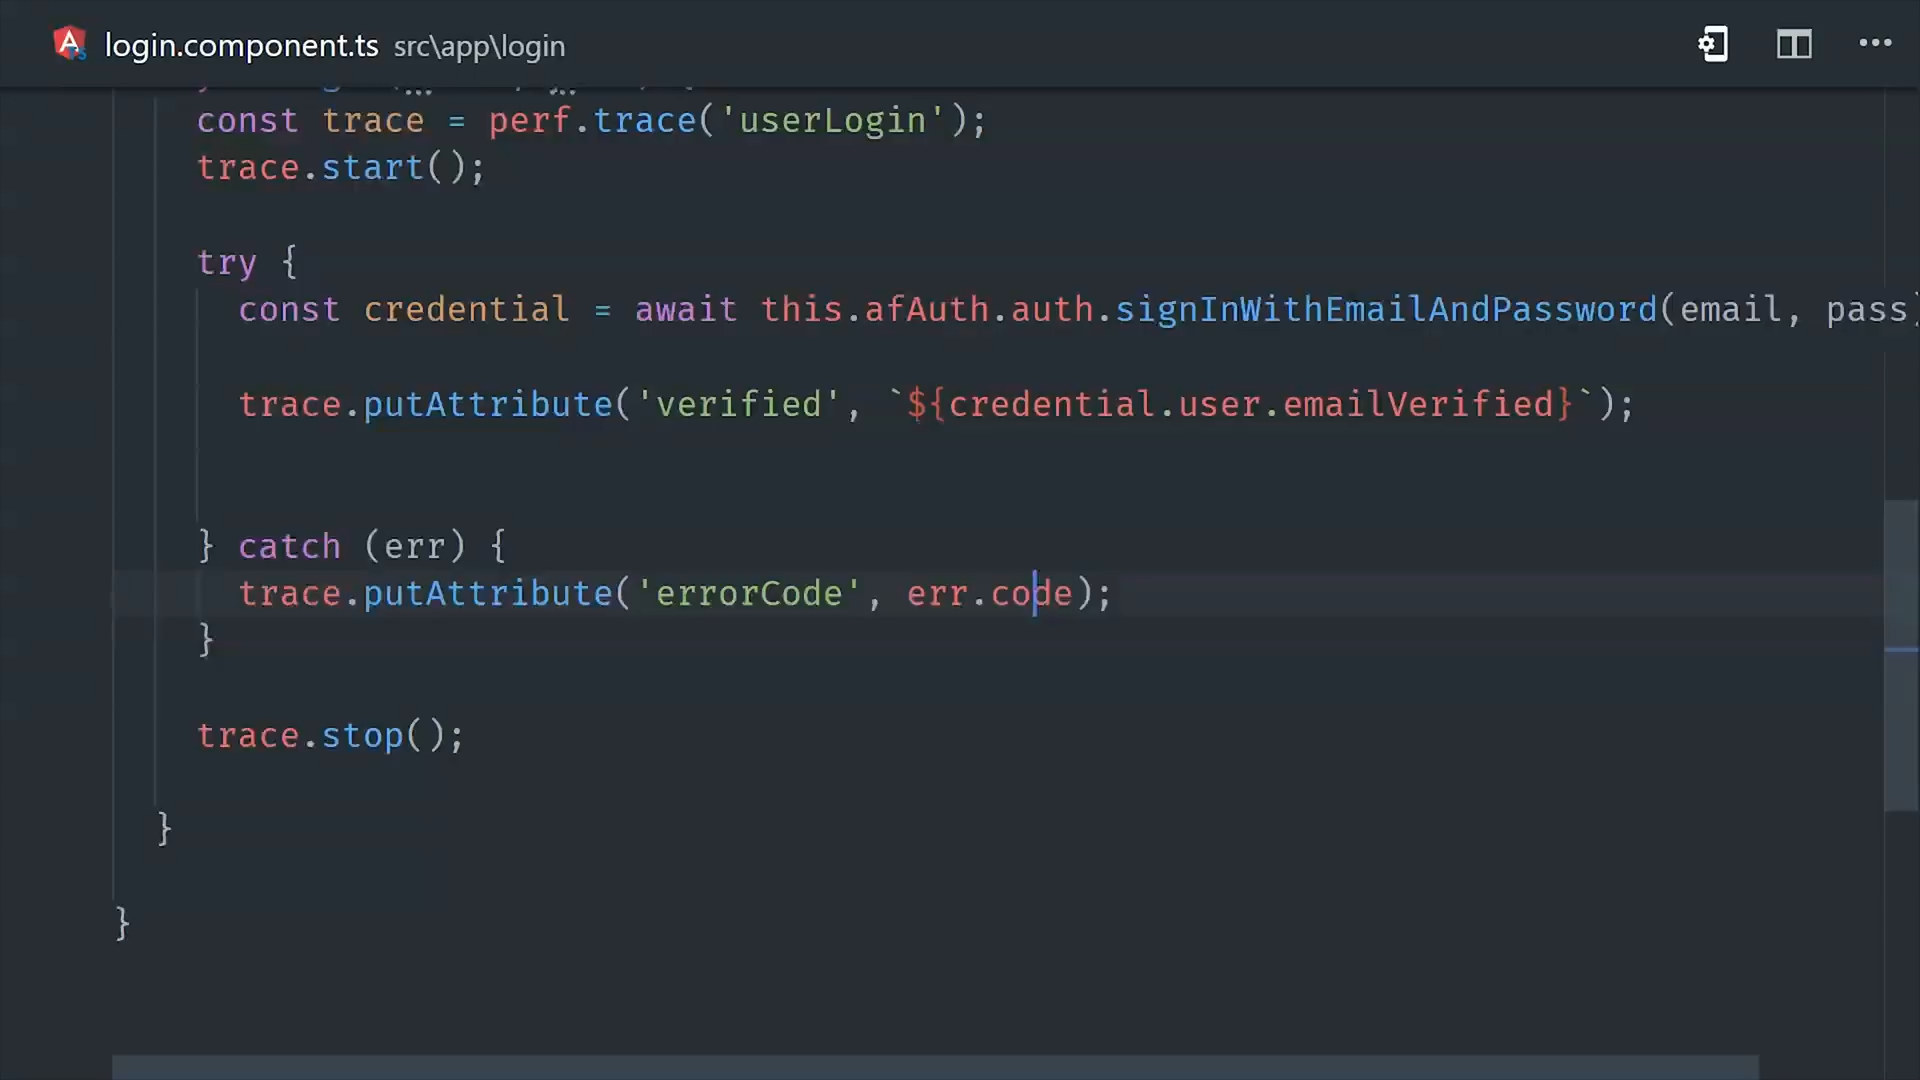 login.component.ts src\app\login
const trace = perf.trace('userLogin');
trace.start();
try {
const credential = await this.afAuth.auth.signInWithEmailAndPassword(email, pass)
trace.putAttribute('verified', `${credential.user.emailVerified}`);
} catch (err) {
trace.putAttribute('errorCode', err.code);
}
trace.stop();
}
}